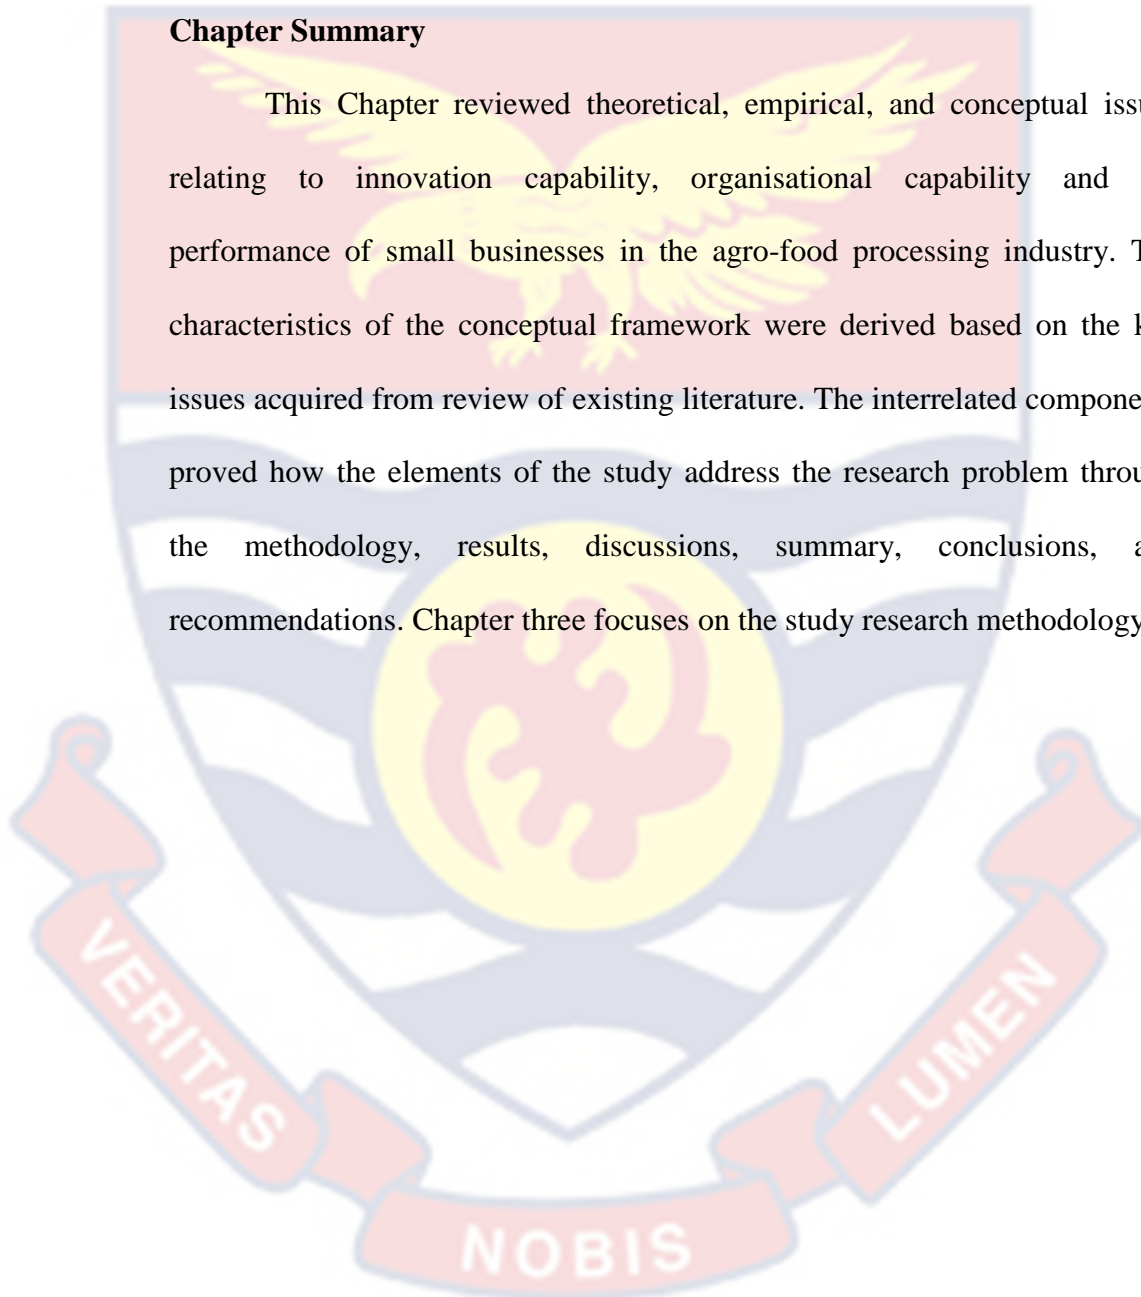 Chapter Summary
This Chapter reviewed theoretical, empirical, and conceptual issu
relating to innovation capability, organisational capability and
performance of small businesses in the agro-food processing industry. T
characteristics of the conceptual framework were derived based on the k
issues acquired from review of existing literature. The interrelated compone
proved how the elements of the study address the research problem throu
the methodology, results, discussions, summary, conclusions, a
recommendations. Chapter three focuses on the study research methodology
VERITAS
NOBIS
LUMEN